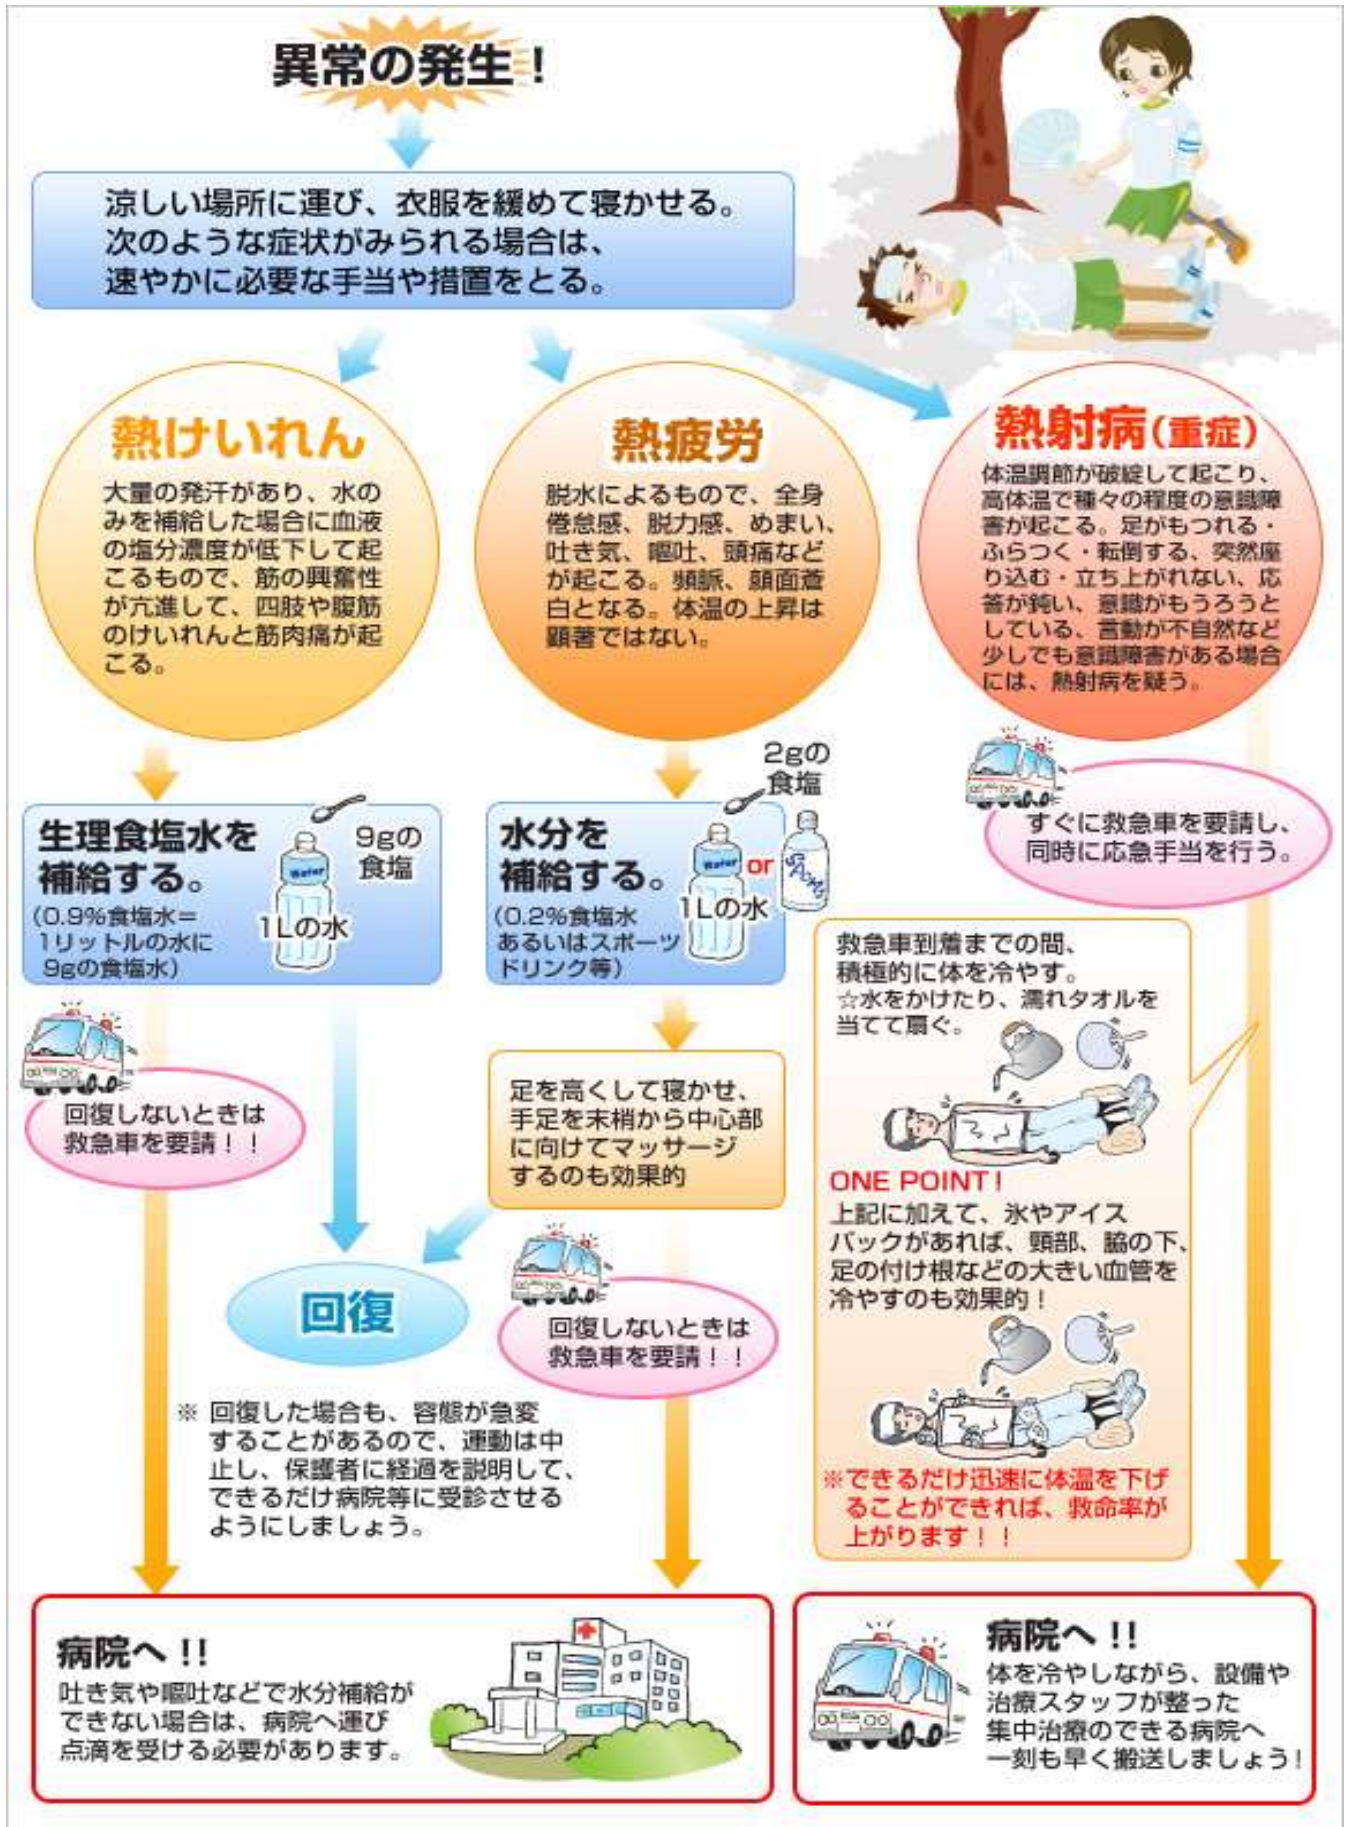 異常の発生!
涼しい場所に運び、衣服を緩めて寝かせる。
次のような症状がみられる場合は、
速やかに必要な手当や措置をとる。
熱けいれん
大量の発汗があり、水の
みを補給した場合に血液
の塩分濃度が低下して起
こるもので、筋の興奮性
が亢進して、四肢や腹筋
のけいれんと筋肉痛が起
こる。
熱疲労
脱水によるもので、全身
倦怠感、脱力感、めまい、
吐き気、嘔吐、頭痛など
が起こる。頻脈、顔面蒼
白となる。体温の上昇は
顕著ではない。
熱射病(重症)
体温調節が破綻して起こり、
高体温で種々の程度の意識障
害が起こる。足がもつれる・
ふらつく・転倒する、突然座
り込む・立ち上がれない、応
答が鈍い、意識がもうろうと
している、言動が不自然など
少しでも意識障害がある場合
には、熱射病を疑う。
生理食塩水を
補給する。
(0.9%食塩水=
1リットルの水に
9gの食塩水)
9gの
食塩
Water
1Lの水
水分を
補給する。
(0.2%食塩水
あるいはスポーツ
ドリンク等)
2gの
食塩
Water
or
SPORTS
1Lの水
すぐに救急車を要請し、
同時に応急手当を行う。
回復しないときは
救急車を要請!!
足を高くして寝かせ、
手足を末梢から中心部
に向けてマッサージ
するのも効果的
回復
回復しないときは
救急車を要請!!
※ 回復した場合も、容態が急変
することがあるので、運動は中
止し、保護者に経過を説明して、
できるだけ病院等に受診させる
ようにしましょう。
救急車到着までの間、
積極的に体を冷やす。
☆水をかけたり、濡れタオルを
当てて扇ぐ。
ONE POINT!
上記に加えて、氷やアイス
パックがあれば、頸部、脇の下、
足の付け根などの大きい血管を
冷やすのも効果的!
※できるだけ迅速に体温を下げ
ることができれば、救命率が
上がります!!
病院へ!!
吐き気や嘔吐などで水分補給が
できない場合は、病院へ運び
点滴を受ける必要があります。
病院へ!!
体を冷やしながら、設備や
治療スタッフが整った
集中治療のできる病院へ
一刻も早く搬送しましょう!